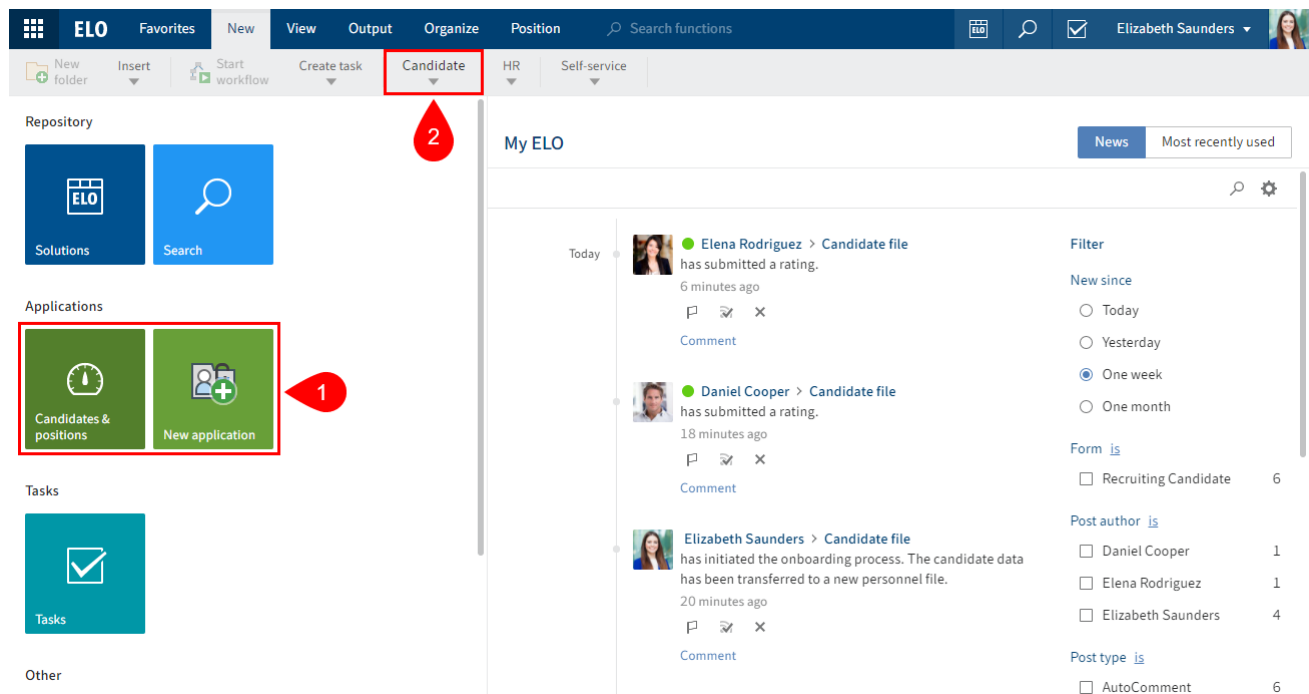 ELO Favorites New View Output Organize Position Search functions ELO Elizabeth Saunders
New folder Insert Start workflow Create task Candidate HR Self-service
2
Repository
ELO
Solutions Search
Applications
Candidates & positions New application
1
Tasks
Tasks
Other
My ELO News Most recently used
Today
Elena Rodriguez > Candidate file
has submitted a rating.
6 minutes ago
Comment
Daniel Cooper > Candidate file
has submitted a rating.
18 minutes ago
Comment
Elizabeth Saunders > Candidate file
has initiated the onboarding process. The candidate data
has been transferred to a new personnel file.
20 minutes ago
Comment
Filter
New since
Today
Yesterday
One week
One month
Form is
Recruiting Candidate 6
Post author is
Daniel Cooper 1
Elena Rodriguez 1
Elizabeth Saunders 4
Post type is
AutoComment 6